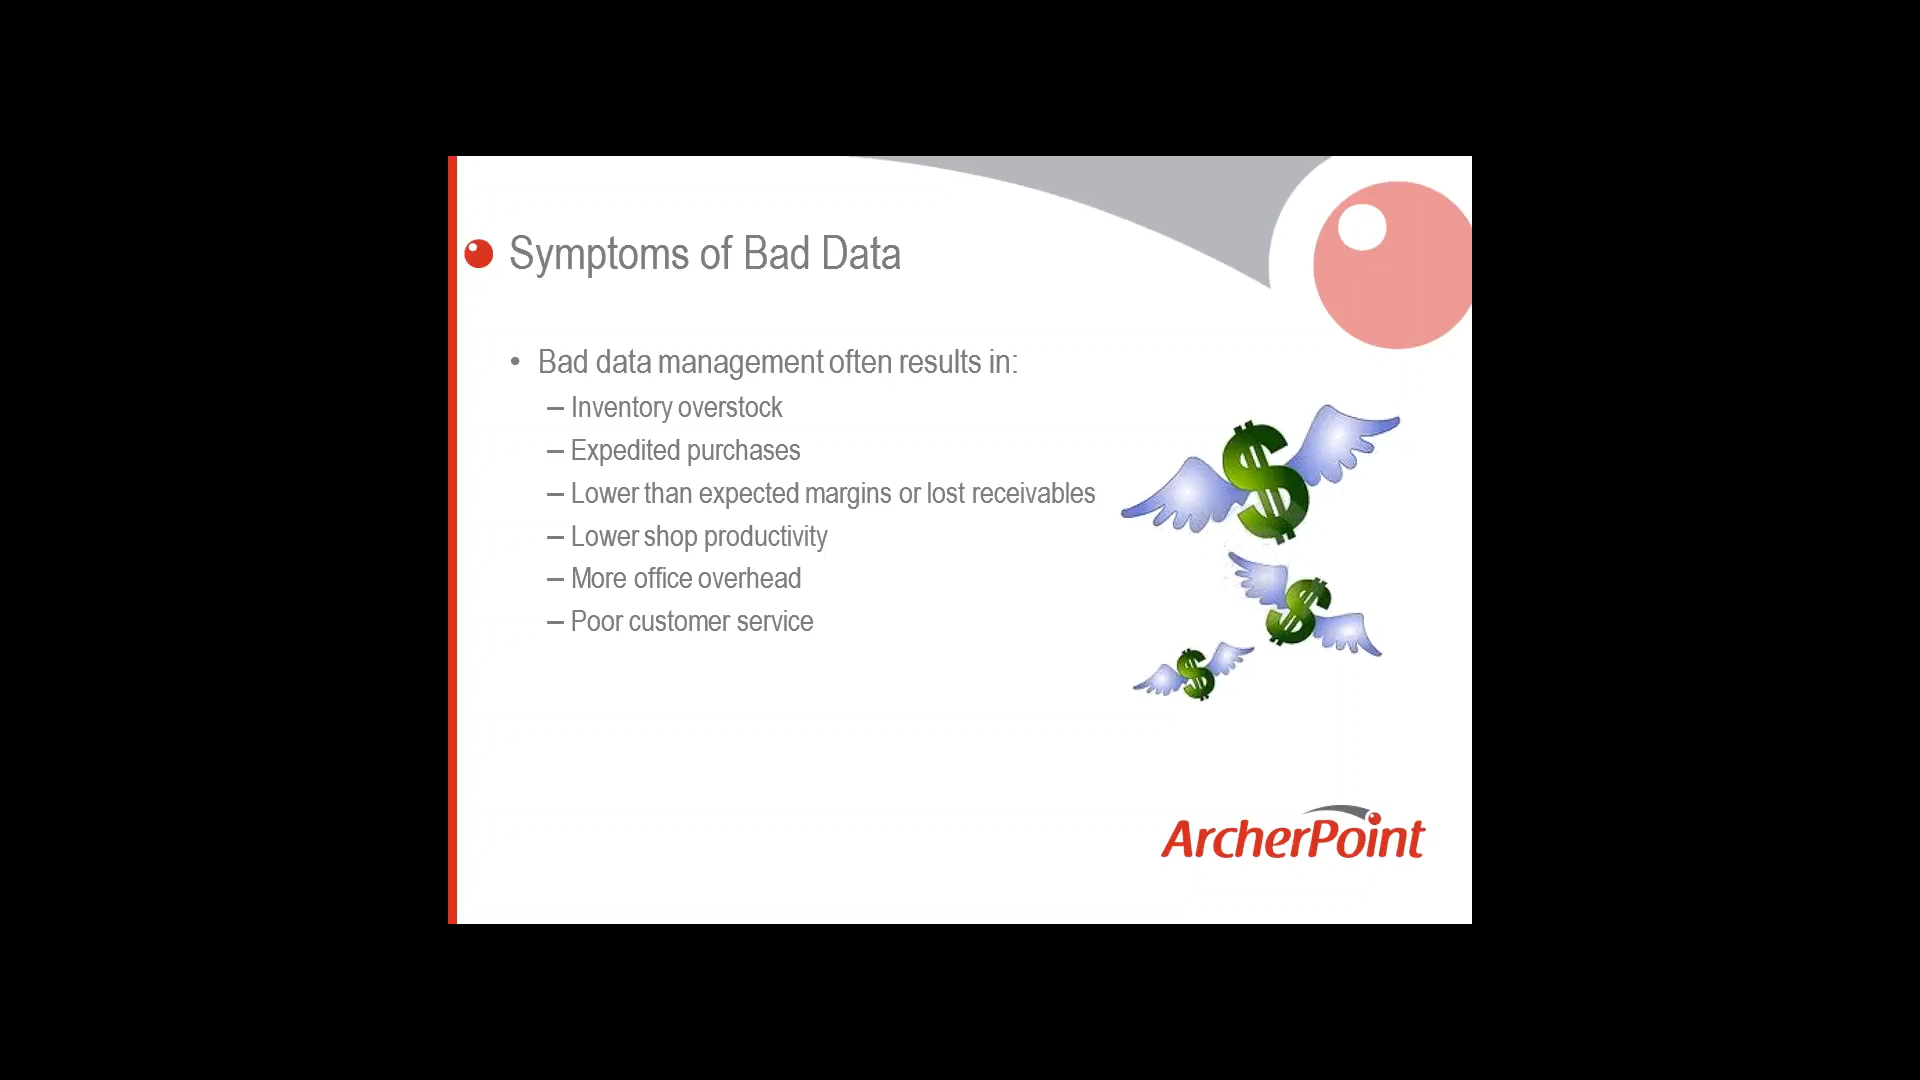 Symptoms of Bad Data
• Bad data management often results in:
– Inventory overstock
– Expedited purchases
– Lower than expected margins or lost receivables
– Lower shop productivity
– More office overhead
– Poor customer service
$
$
$
ArcherPoint